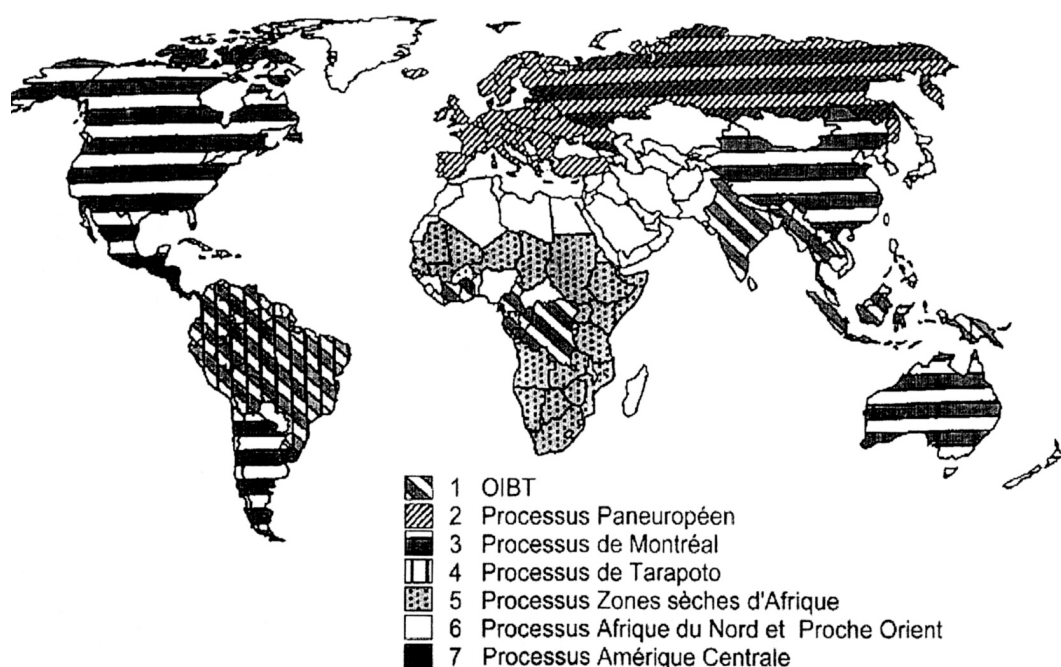 1 OIBT
2 Processus Paneuropéen
3 Processus de Montréal
4 Processus de Tarapoto
5 Processus Zones sèches d'Afrique
6 Processus Afrique du Nord et Proche Orient
7 Processus Amérique Centrale